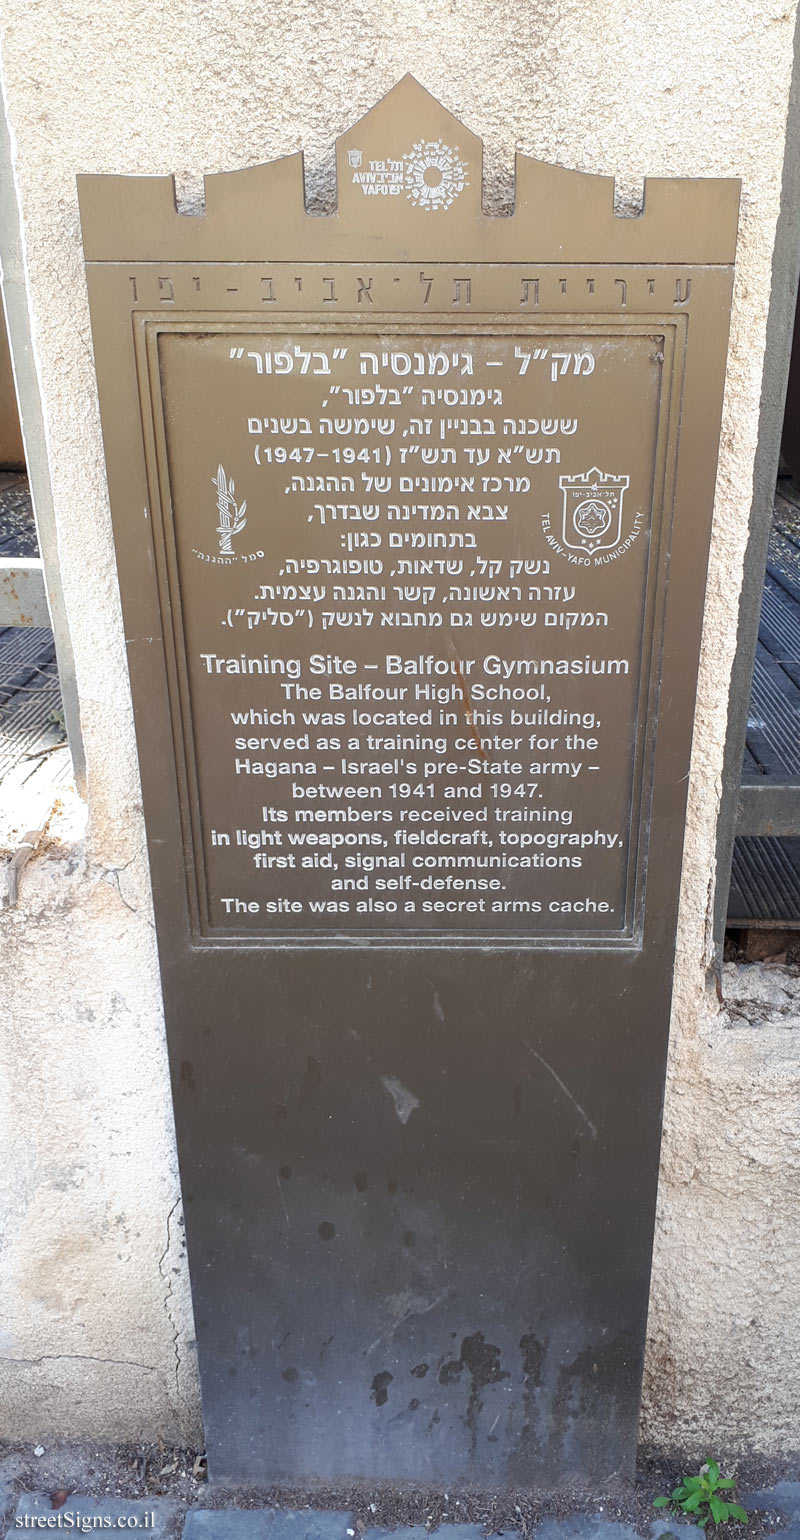 TEL AVIV YAFO תל אביב יפו
עיריית תל־אביב-יפו
מק"ל – גימנסיה "בלפור"
גימנסיה "בלפור",
ששכנה בבניין זה, שימשה בשנים
תש"א עד תש"ז (1947–1941)
מרכז אימונים של ההגנה,
צבא המדינה שבדרך,
בתחומים כגון:
נשק קל, שדאות, טופוגרפיה,
עזרה ראשונה, קשר והגנה עצמית.
המקום שימש גם מחבוא לנשק ("סליק").
תל-אביב-יפו
TEL AVIV–YAFO MUNICIPALITY
סמל "ההגנה"
Training Site – Balfour Gymnasium
The Balfour High School,
which was located in this building,
served as a training center for the
Hagana – Israel's pre-State army –
between 1941 and 1947.
Its members received training
in light weapons, fieldcraft, topography,
first aid, signal communications
and self-defense.
The site was also a secret arms cache.
streetSigns.co.il